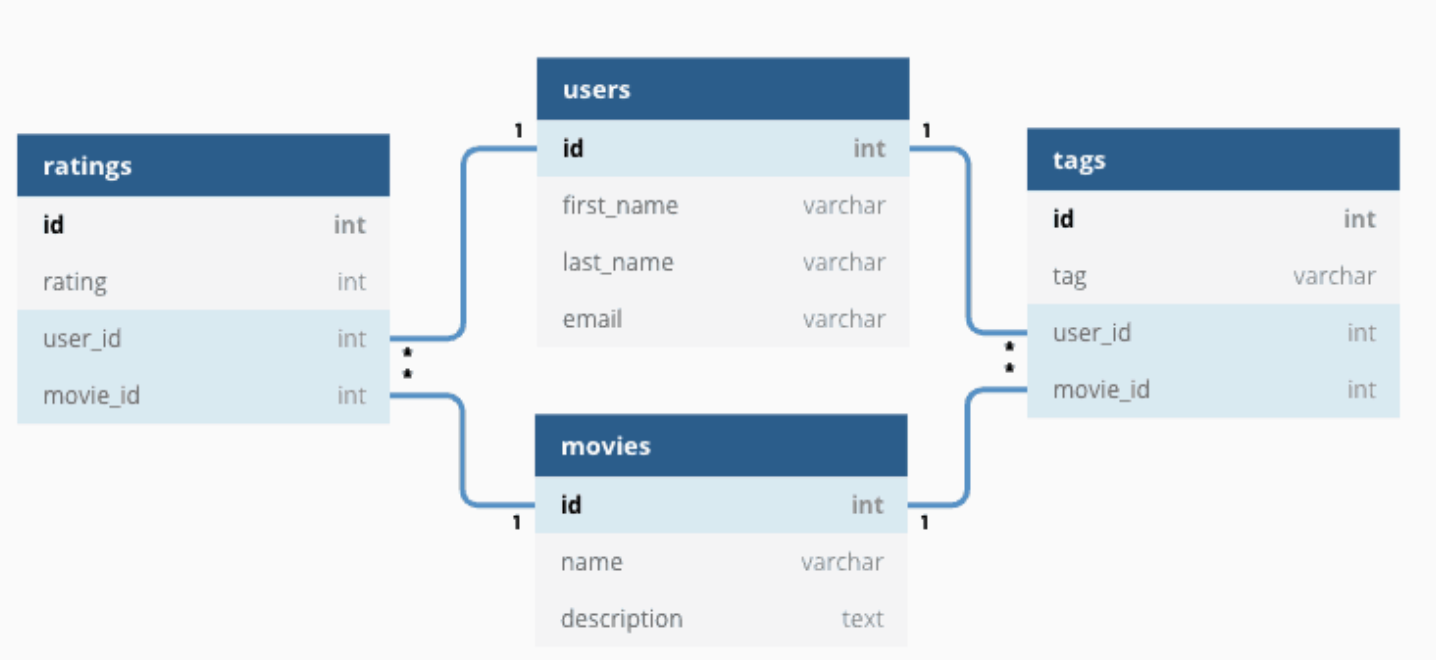 users
id int
first_name varchar
last_name varchar
email varchar
1
1
ratings
id int
rating int
user_id int
movie_id int
*
*
tags
id int
tag varchar
user_id int
movie_id int
*
*
movies
id int
name varchar
description text
1
1